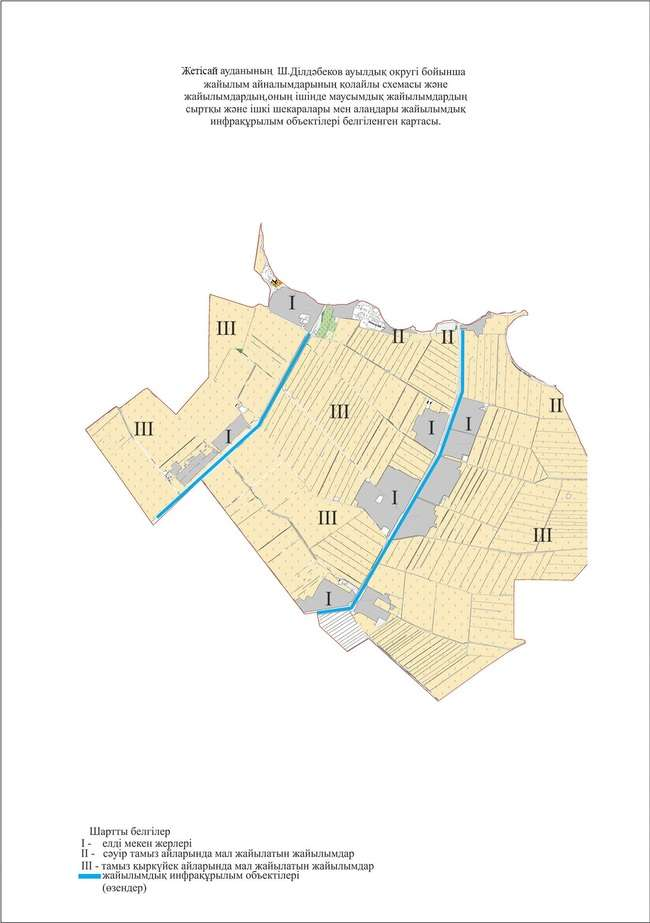 Жетісай ауданының Ш.Ділдәбеков ауылдық округі бойынша
жайылым айналымдарының қолайлы схемасы және
жайылымдардың,оның ішінде маусымдық жайылымдардың
сыртқы және ішкі шекаралары мен алаңдары жайылымдық
инфрақұрылым объектілері белгіленген картасы.
I
III
II
II
II
III
I
I
III
I
I
III
III
I
Шартты белгілер
I - елді мекен жерлері
II - сәуір тамыз айларында мал жайылатын жайылымдар
III - тамыз қыркүйек айларында мал жайылатын жайылымдар
жайылымдық инфрақұрылым объектілері
(өзендер)